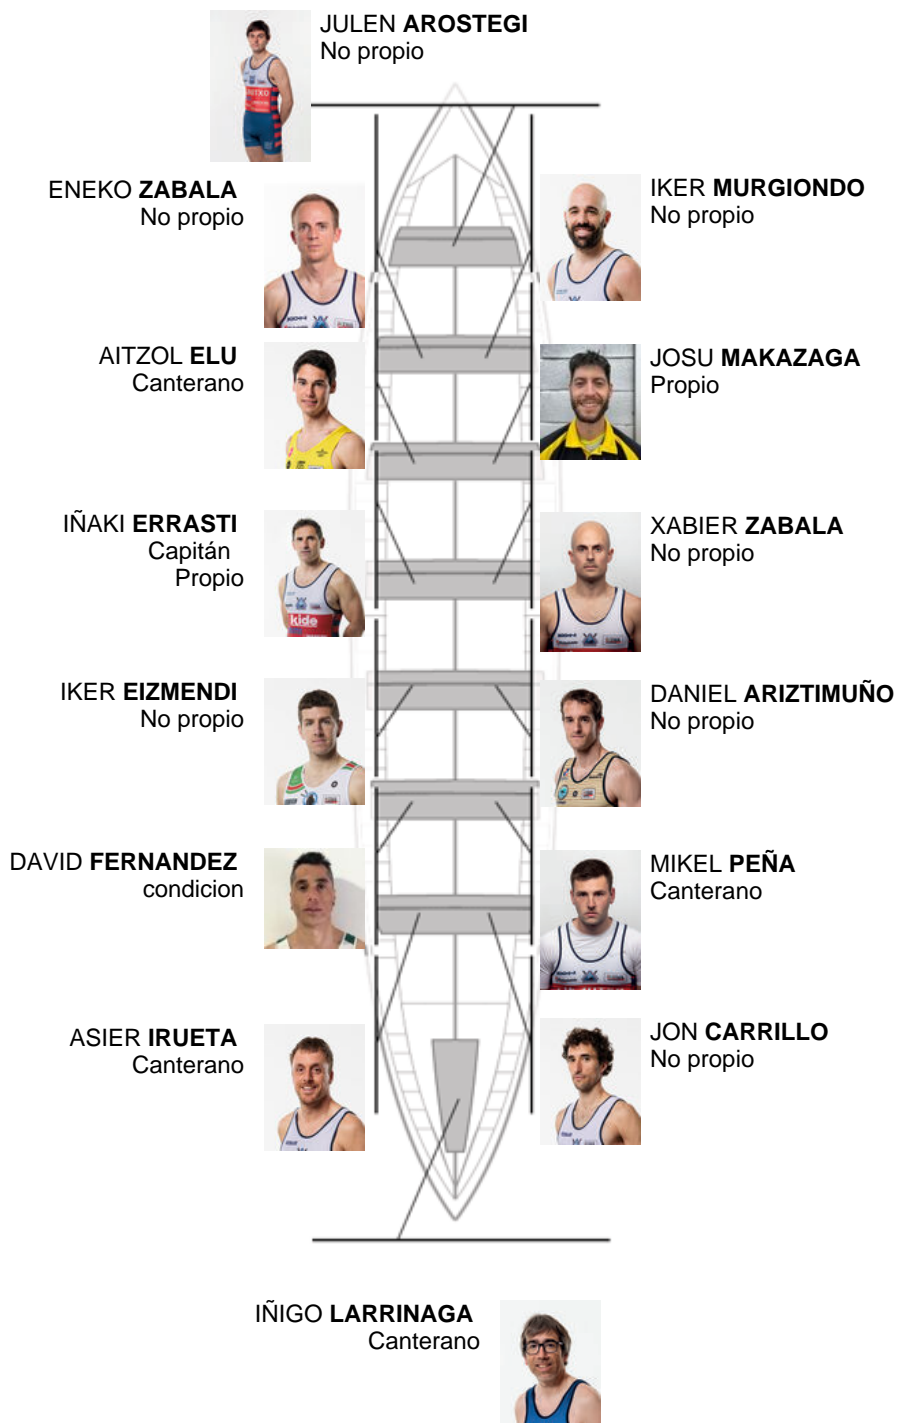 JULEN AROSTEGI
No propio
ENEKO ZABALA
No propio
IKER MURGIONDO
No propio
AITZOL ELU
Canterano
JOSU MAKAZAGA
Propio
IÑAKI ERRASTI
Capitán
Propio
kide
XABIER ZABALA
No propio
IKER EIZMENDI
No propio
DANIEL ARIZTIMUÑO
No propio
DAVID FERNANDEZ
condicion
MIKEL PEÑA
Canterano
ASIER IRUETA
Canterano
JON CARRILLO
No propio
IÑIGO LARRINAGA
Canterano